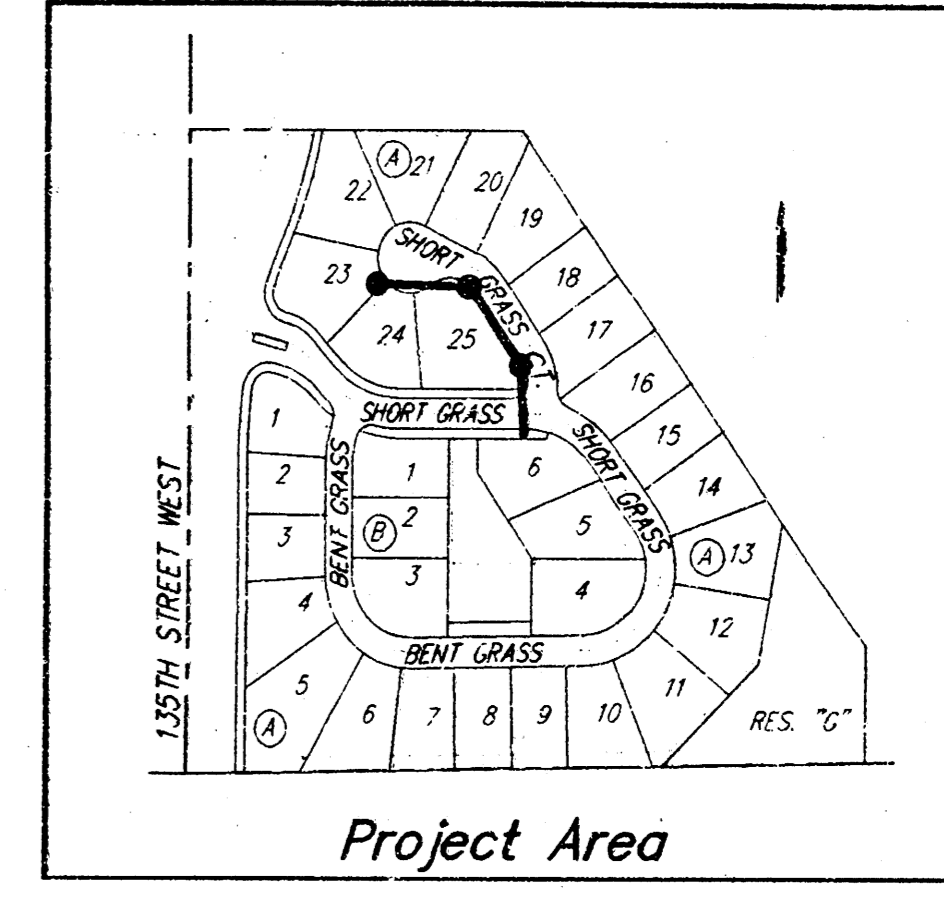 A 21
20
22
19
SHORT GRASS CT.
23
18
24
25
17
16
SHORT GRASS
1
15
SHORT GRASS
135TH STREET WEST
BENT GRASS
1
6
2
14
B 2
5
3
A 13
3
4
4
12
BENT GRASS
5
11
6
7
8
9
10
RES. "G"
A
Project Area